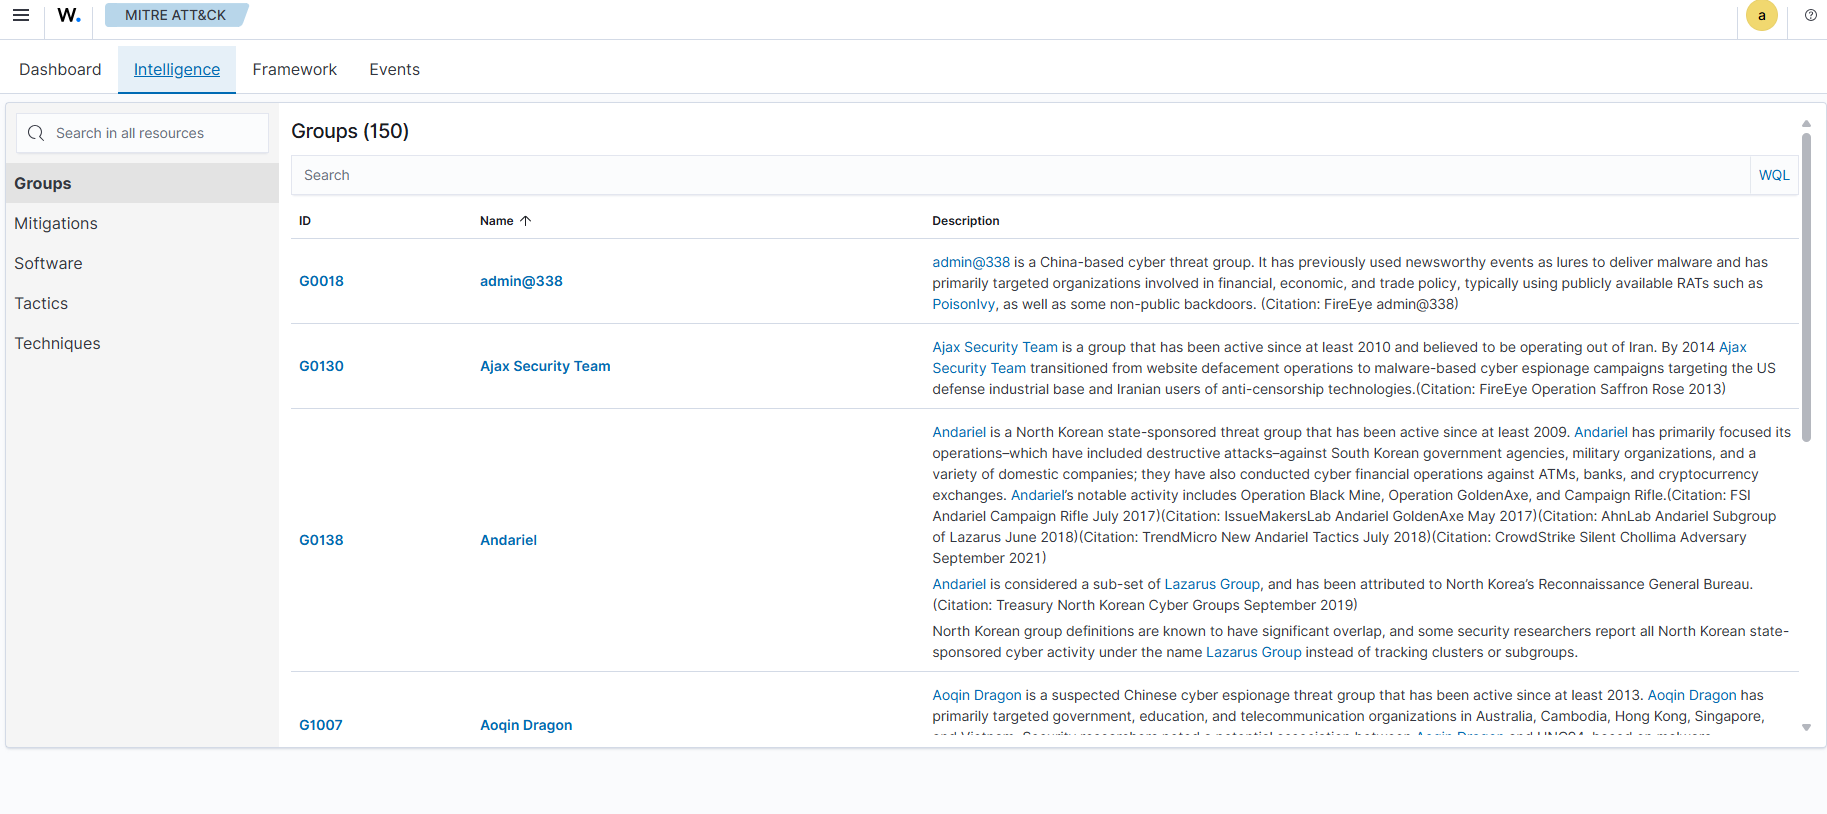 W.
MITRE ATT&CK
a
Dashboard
Intelligence
Framework
Events
Search in all resources
Groups
Mitigations
Software
Tactics
Techniques
Groups (150)
Search
WQL
ID
Name
Description
G0018
admin@338
admin@338 is a China-based cyber threat group. It has previously used newsworthy events as lures to deliver malware and has
primarily targeted organizations involved in financial, economic, and trade policy, typically using publicly available RATs such as
PoisonIvy, as well as some non-public backdoors. (Citation: FireEye admin@338)
G0130
Ajax Security Team
Ajax Security Team is a group that has been active since at least 2010 and believed to be operating out of Iran. By 2014 Ajax
Security Team transitioned from website defacement operations to malware-based cyber espionage campaigns targeting the US
defense industrial base and Iranian users of anti-censorship technologies.(Citation: FireEye Operation Saffron Rose 2013)
G0138
Andariel
Andariel is a North Korean state-sponsored threat group that has been active since at least 2009. Andariel has primarily focused its
operations–which have included destructive attacks–against South Korean government agencies, military organizations, and a
variety of domestic companies; they have also conducted cyber financial operations against ATMs, banks, and cryptocurrency
exchanges. Andariel’s notable activity includes Operation Black Mine, Operation GoldenAxe, and Campaign Rifle.(Citation: FSI
Andariel Campaign Rifle July 2017)(Citation: IssueMakersLab Andariel GoldenAxe May 2017)(Citation: AhnLab Andariel Subgroup
of Lazarus June 2018)(Citation: TrendMicro New Andariel Tactics July 2018)(Citation: CrowdStrike Silent Chollima Adversary
September 2021)
Andariel is considered a sub-set of Lazarus Group, and has been attributed to North Korea’s Reconnaissance General Bureau.
(Citation: Treasury North Korean Cyber Groups September 2019)
North Korean group definitions are known to have significant overlap, and some security researchers report all North Korean state-
sponsored cyber activity under the name Lazarus Group instead of tracking clusters or subgroups.
G1007
Aoqin Dragon
Aoqin Dragon is a suspected Chinese cyber espionage threat group that has been active since at least 2013. Aoqin Dragon has
primarily targeted government, education, and telecommunication organizations in Australia, Cambodia, Hong Kong, Singapore,
and Vietnam. Security researchers noted a potential association between Aoqin Dragon and UNC94, based on malware,